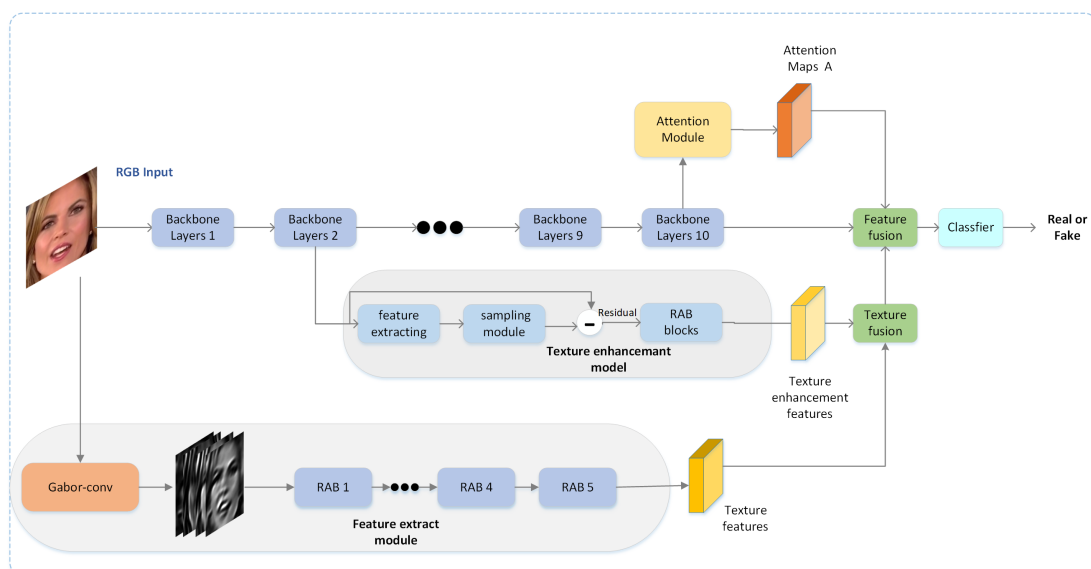 Attention
Maps A
Attention
Module
RGB Input
Backbone
Layers 1
Backbone
Layers 2
Backbone
Layers 9
Backbone
Layers 10
Feature
fusion
Classfier
Real or
Fake
feature
extracting
sampling
module
-
Residual
RAB
blocks
Texture
fusion
Texture enhancemant
model
Texture
enhancement
features
Gabor-conv
RAB 1
RAB 4
RAB 5
Feature extract
module
Texture
features